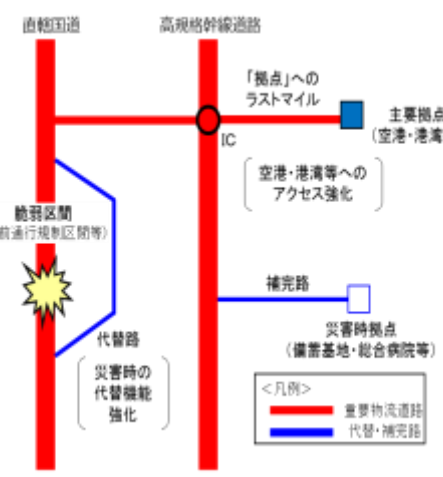 直轄国道
高規格幹線道路
「拠点」への
ラストマイル
主要拠点
(空港・港湾
IC
空港・港湾等への
アクセス強化
脆弱区間
前通行規制区間等)
補完路
代替路
災害時拠点
(備蓄基地・総合病院等)
災害時の
代替機能
強化
<凡例>
重要物流道路
代替・補完路